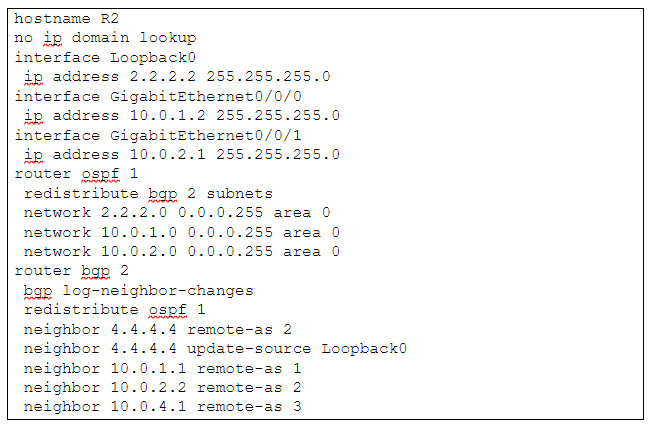 hostname R2
no ip domain lookup
interface Loopback0
ip address 2.2.2.2 255.255.255.0
interface GigabitEthernet0/0/0
ip address 10.0.1.2 255.255.255.0
interface GigabitEthernet0/0/1
ip address 10.0.2.1 255.255.255.0
router ospf 1
redistribute bgp 2 subnets
network 2.2.2.0 0.0.0.255 area 0
network 10.0.1.0 0.0.0.255 area 0
network 10.0.2.0 0.0.0.255 area 0
router bgp 2
bgp log-neighbor-changes
redistribute ospf 1
neighbor 4.4.4.4 remote-as 2
neighbor 4.4.4.4 update-source Loopback0
neighbor 10.0.1.1 remote-as 1
neighbor 10.0.2.2 remote-as 2
neighbor 10.0.4.1 remote-as 3